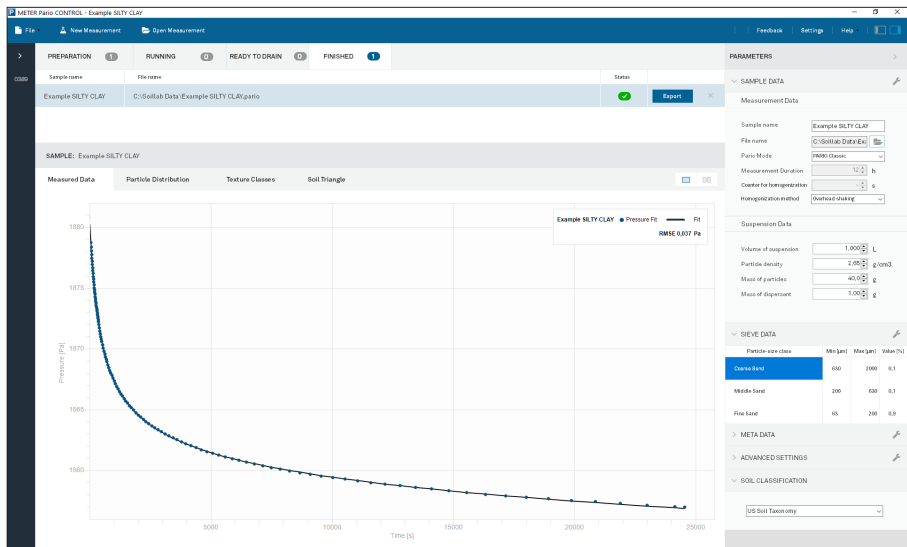 METER Pario CONTROL - Example SILTY CLAY
File New Measurement Open Measurement Feedback Settings Help
PREPARATION 1 RUNNING 0 READY TO DRAIN 0 FINISHED 1
Sample name File name Status
Example SILTY CLAY C:\Soillab Data\Example SILTY CLAY.pario Export
SAMPLE: Example SILTY CLAY
Measured Data Particle Distribution Texture Classes Soil Triangle
Example SILTY CLAY Pressure Fit Fit
RMSE 0,037 Pa
Pressure [Pa]
1880
1875
1870
1865
1860
5000 10000 15000 20000 25000
Time [s]
PARAMETERS
SAMPLE DATA
Measurement Data
Sample name Example SILTY CLAY
File name C:\Soillab Data\Exa
Pario Mode PARIO Classic
Measurement Duration 12 h
Counter for homogenization - s
Homogenization method Overhead shaking
Suspension Data
Volume of suspension 1,000 L
Particle density 2,65 g/cm3
Mass of particles 40,0 g
Mass of dispersant 1,00 g
SIEVE DATA
Particle-size class Min [µm] Max [µm] Value [%]
Coarse Sand 630 2000 0,1
Middle Sand 200 630 0,1
Fine Sand 63 200 0,9
META DATA
ADVANCED SETTINGS
SOIL CLASSIFICATION
US Soil Taxonomy